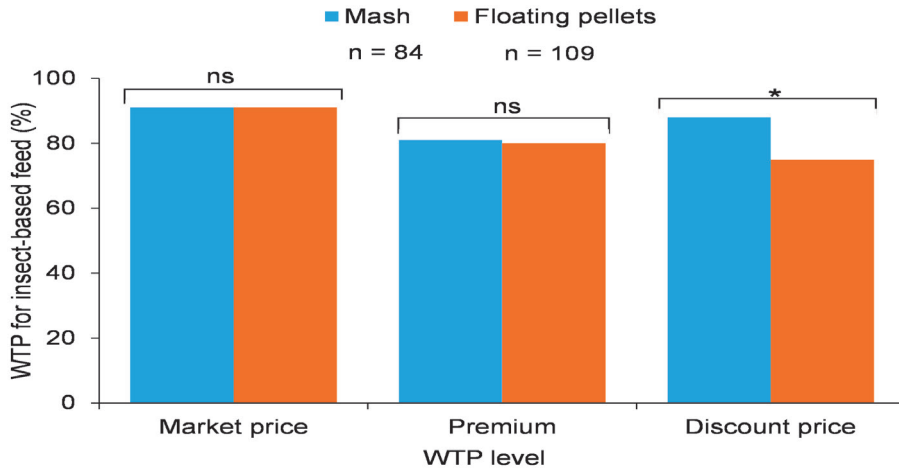 Mash Floating pellets
n = 84 n = 109
WTP for insect-based feed (%)
100
80
60
40
20
0
ns
ns
*
Market price Premium Discount price
WTP level